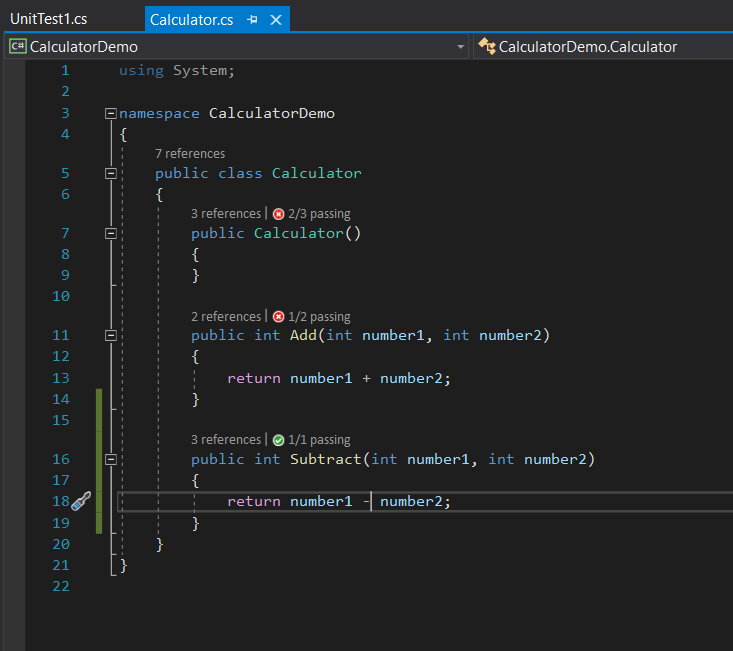 UnitTest1.cs Calculator.cs
C# CalculatorDemo CalculatorDemo.Calculator
1 using System;
2
3 namespace CalculatorDemo
4 {
7 references
5 public class Calculator
6 {
3 references | 2/3 passing
7 public Calculator()
8 {
9 }
10
2 references | 1/2 passing
11 public int Add(int number1, int number2)
12 {
13 return number1 + number2;
14 }
15
3 references | 1/1 passing
16 public int Subtract(int number1, int number2)
17 {
18 return number1 - number2;
19 }
20 }
21 }
22